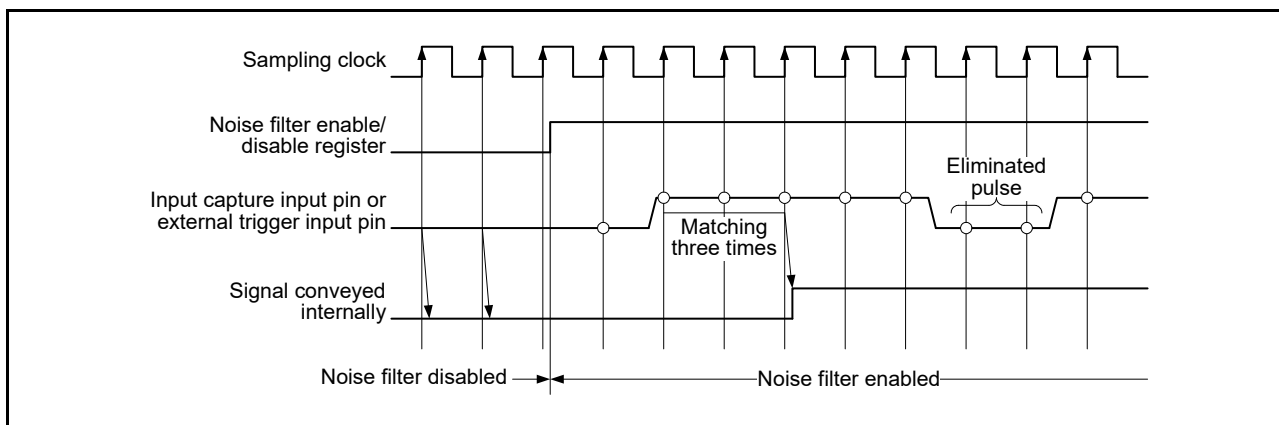 Sampling clock
Noise filter enable/
disable register
Input capture input pin or
external trigger input pin
Eliminated
pulse
Matching
three times
Signal conveyed
internally
Noise filter disabled
Noise filter enabled